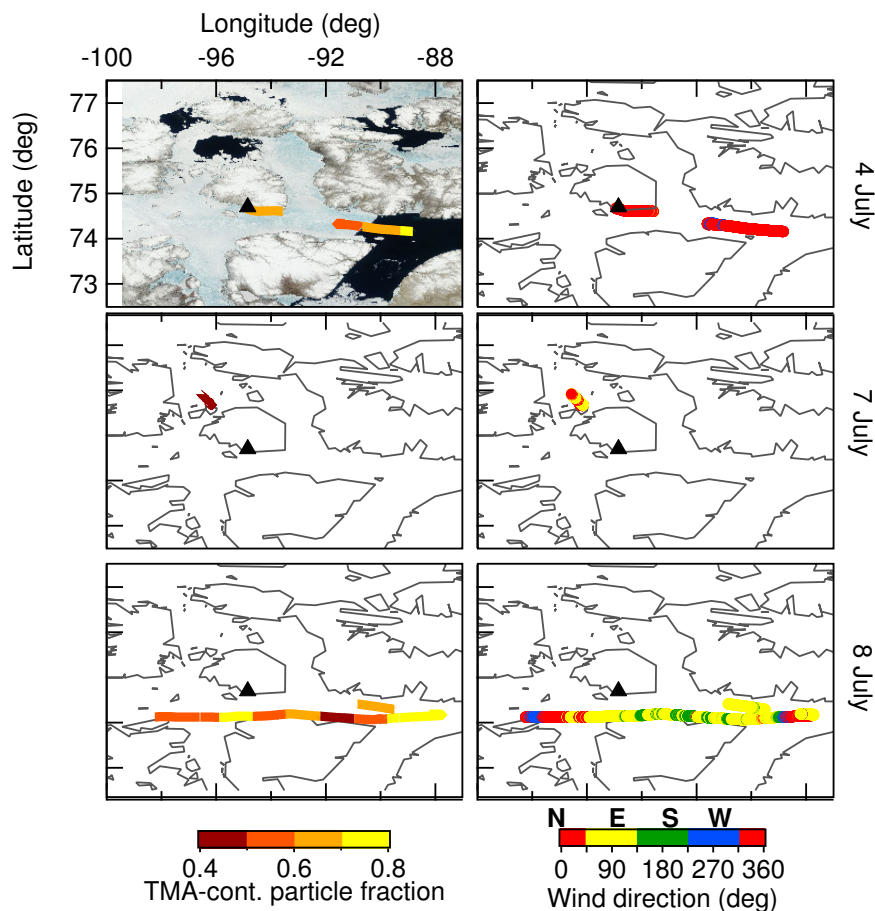 Longitude (deg)
-100 -96 -92 -88
Latitude (deg)
77
76
75
74
73
4 July
7 July
8 July
0.4 0.6 0.8
TMA-cont. particle fraction
N E S W
0 90 180 270 360
Wind direction (deg)